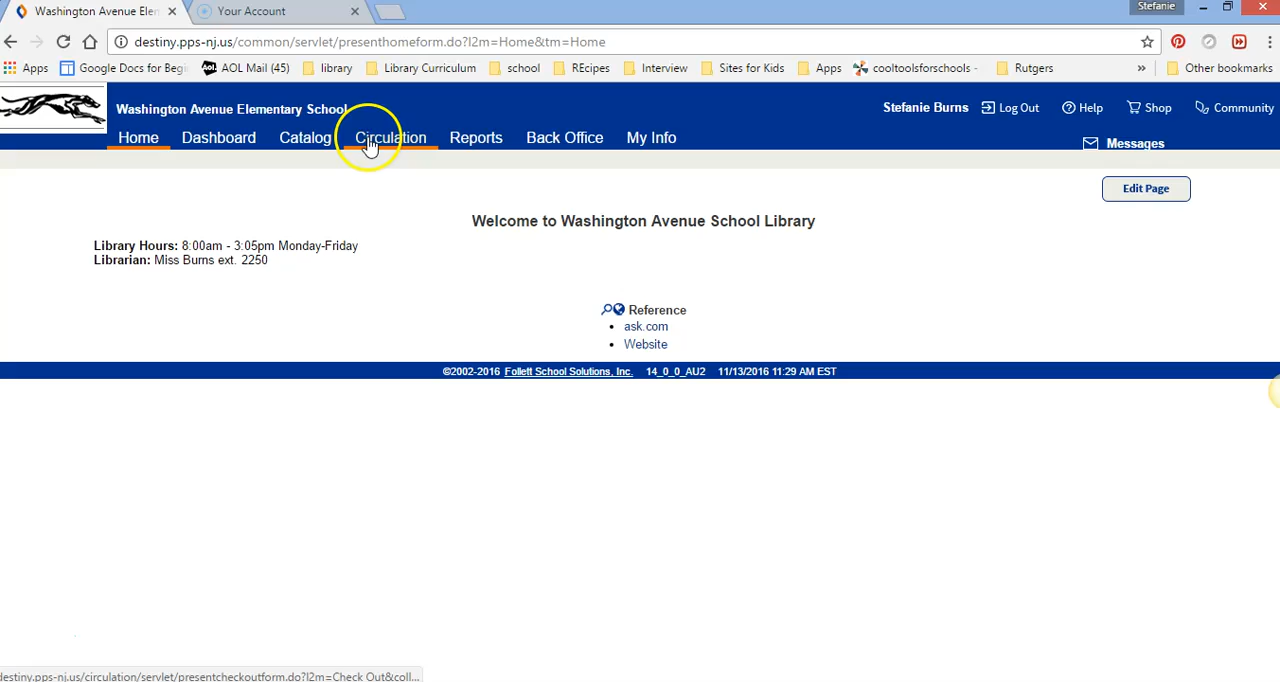 Washington Avenue Elem
Your Account
Stefanie
destiny.pps-nj.us/common/servlet/presenthomeform.do?l2m=Home&tm=Home
Apps Google Docs for Begi AOL Mail (45) library Library Curriculum school REcipes Interview Sites for Kids Apps cooltoolsforschools - Rutgers » Other bookmarks
Washington Avenue Elementary School
Stefanie Burns Log Out Help Shop Community
Home Dashboard Catalog Circulation Reports Back Office My Info
Messages
Edit Page
Welcome to Washington Avenue School Library
Library Hours: 8:00am - 3:05pm Monday-Friday
Librarian: Miss Burns ext. 2250
Reference
• ask.com
• Website
©2002-2016 Follett School Solutions, Inc. 14_0_0_AU2 11/13/2016 11:29 AM EST
destiny.pps-nj.us/circulation/servlet/presentcheckoutform.do?l2m=Check Out&coll...